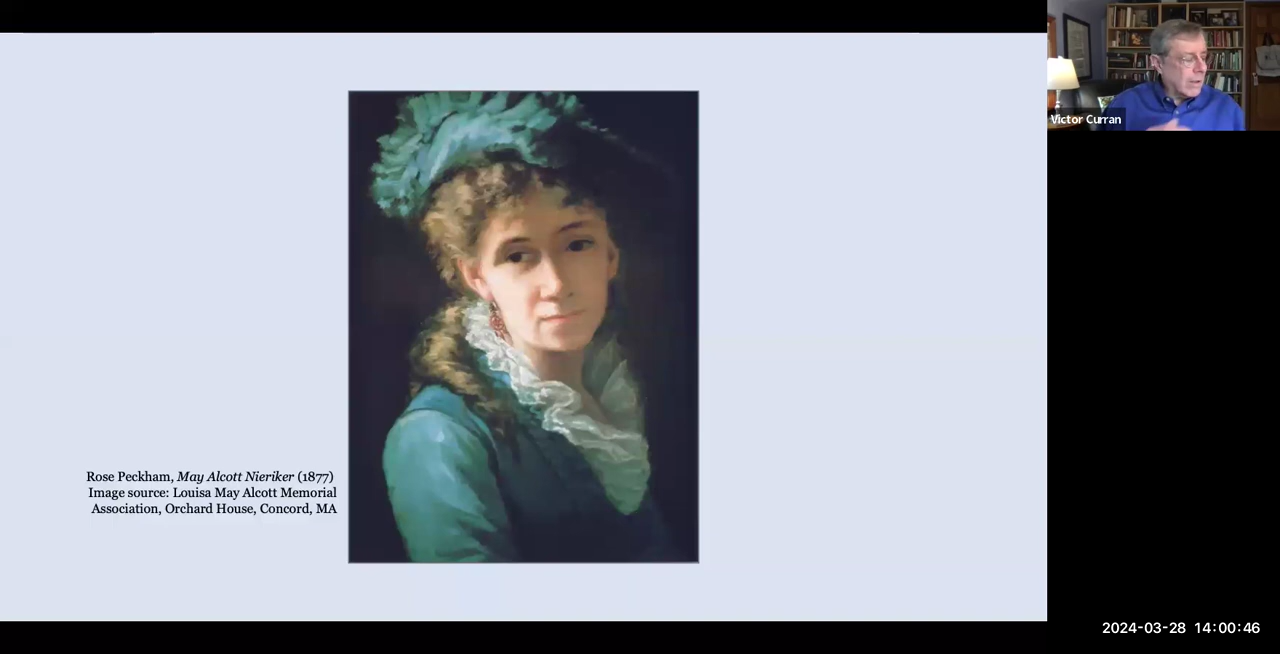 Victor Curran
Rose Peckham, May Alcott Nieriker (1877)
Image source: Louisa May Alcott Memorial
Association, Orchard House, Concord, MA
2024-03-28 14:00:46